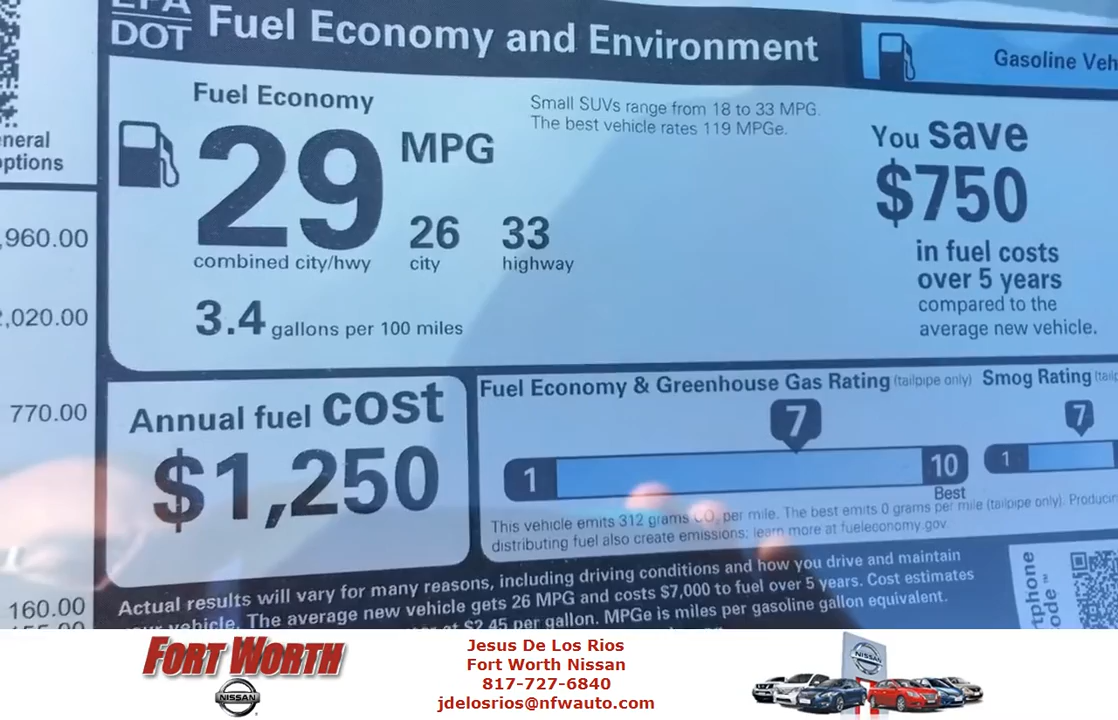 EPA
DOT
Fuel Economy and Environment
Gasoline Veh
Fuel Economy
29
MPG
Small SUVs range from 18 to 33 MPG.
The best vehicle rates 119 MPGe.
combined city/hwy
26
city
33
highway
3.4 gallons per 100 miles
You save
$750
in fuel costs
over 5 years
compared to the
average new vehicle.
eneral
options
,960.00
2,020.00
770.00
160.00
Annual fuel cost
$1,250
Fuel Economy & Greenhouse Gas Rating (tailpipe only)
7
1
10
Best
Smog Rating (tailp
7
1
This vehicle emits 312 grams CO2 per mile. The best emits 0 grams per mile (tailpipe only). Producin
distributing fuel also create emissions; learn more at fueleconomy.gov.
Actual results will vary for many reasons, including driving conditions and how you drive and maintain
your vehicle. The average new vehicle gets 26 MPG and costs $7,000 to fuel over 5 years. Cost estimates
at $2.45 per gallon. MPGe is miles per gasoline gallon equivalent.
rtphone
ode™
FORT WORTH
NISSAN
Jesus De Los Rios
Fort Worth Nissan
817-727-6840
jdelosrios@nfwauto.com
NISSAN